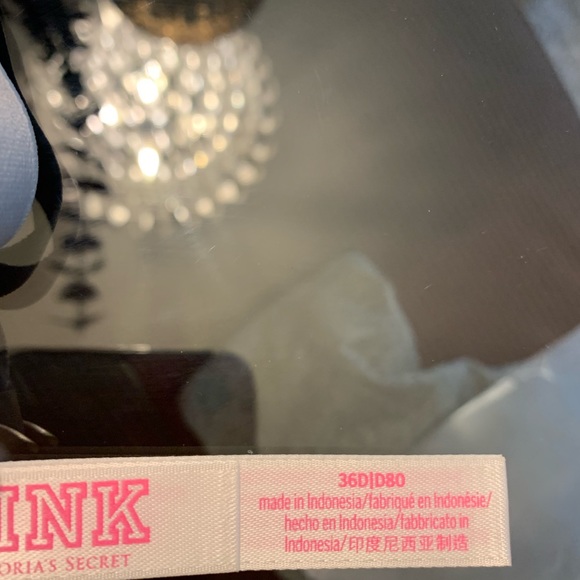 INK
ORIA'S SECRET
36D|D80
made in Indonesia/fabriqué en Indonésie/
hecho en Indonesia/fabbricato in
Indonesia/印度尼西亚制造